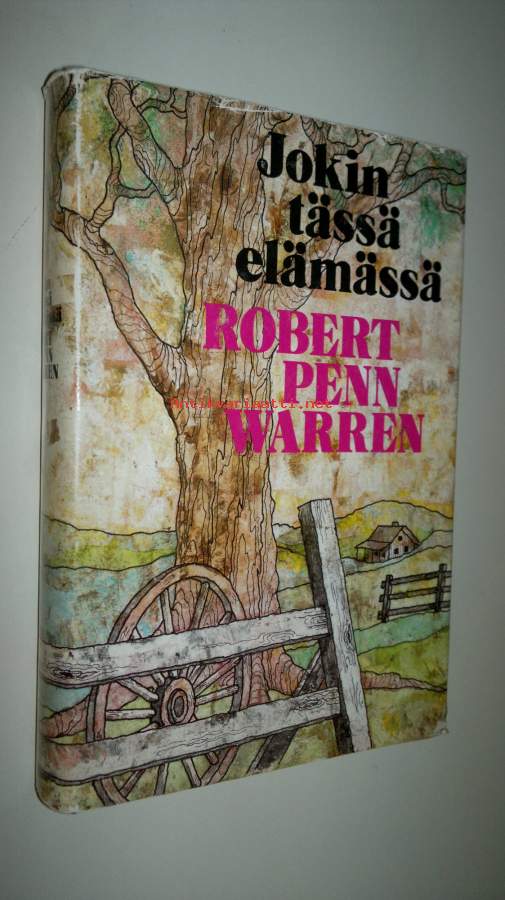 Jokin
tässä
elämässä
ROBERT
PENN
WARREN
Antikvariaatti.net